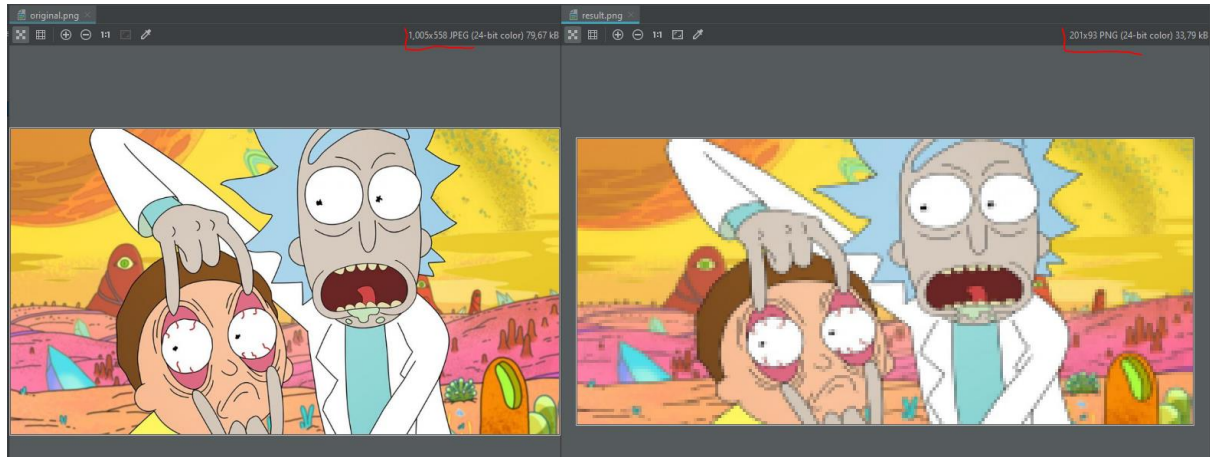 original.png
result.png
1:1
1,005x558 JPEG (24-bit color) 79,67 kB
1:1
201x93 PNG (24-bit color) 33,79 kB